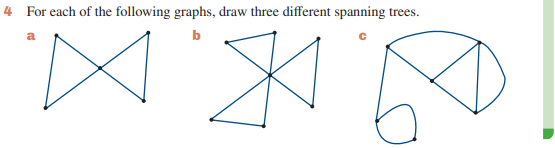 4 For each of the following graphs, draw three different spanning trees.
a b c